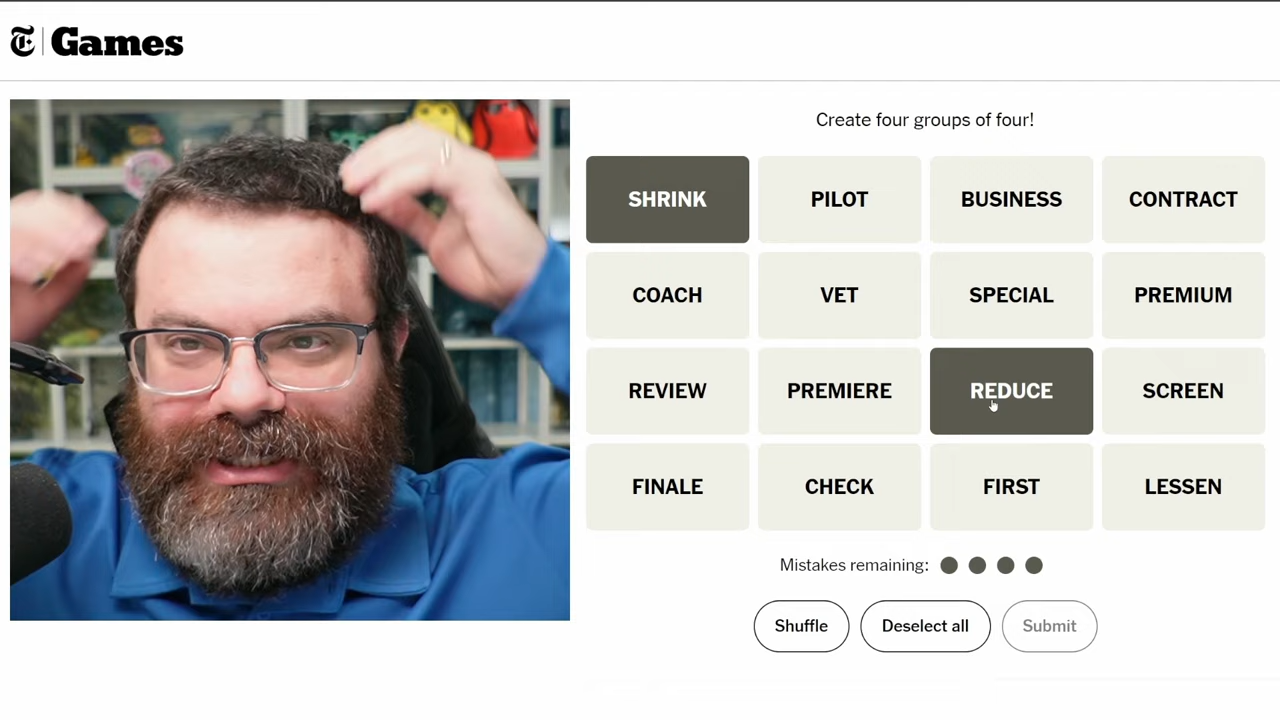 T Games
Create four groups of four!
SHRINK PILOT BUSINESS CONTRACT
COACH VET SPECIAL PREMIUM
REVIEW PREMIERE REDUCE SCREEN
FINALE CHECK FIRST LESSEN
Mistakes remaining:
Shuffle Deselect all Submit